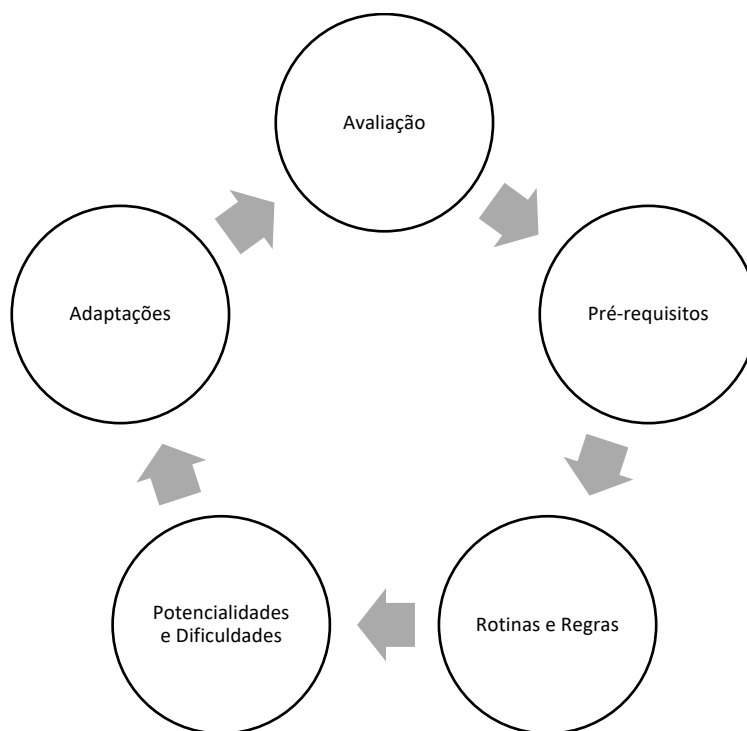 Avaliação
Pré-requisitos
Rotinas e Regras
Potencialidades
e Dificuldades
Adaptações